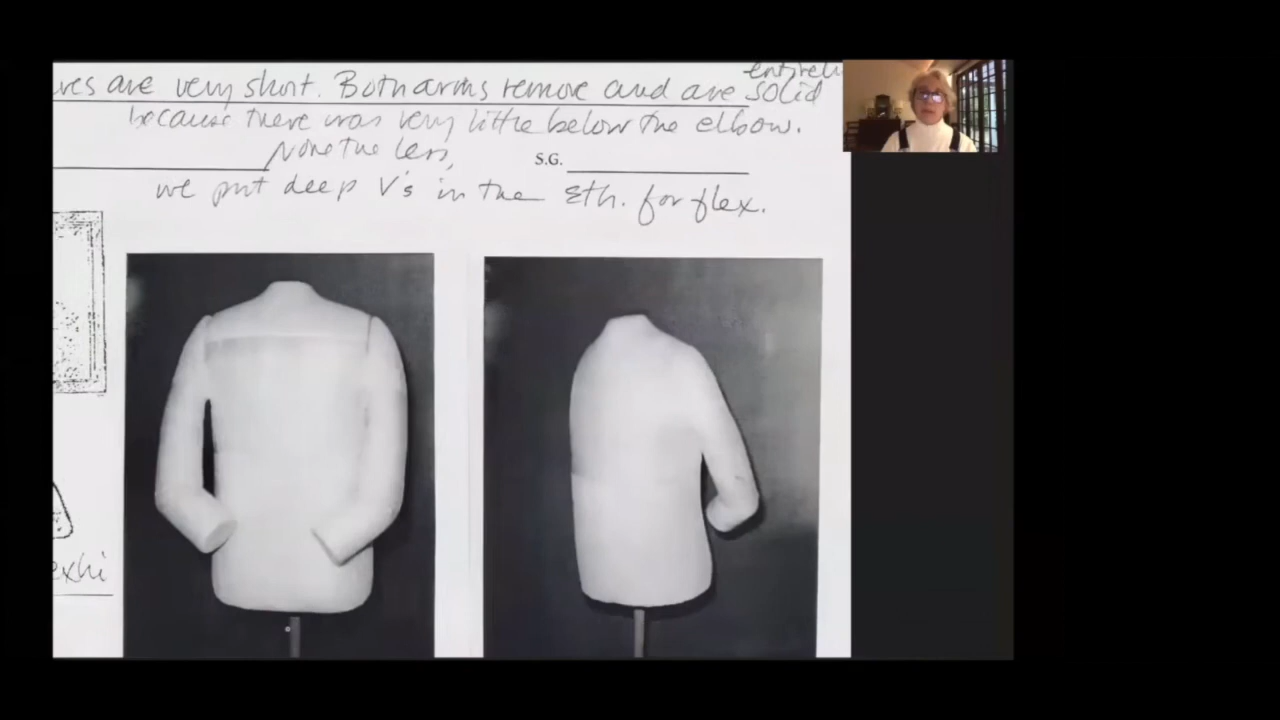 ves are very short. Both arms remove and are entirely solid
because there was very little below the elbow.
None the less,
S.G.
we put deep V's in the Eth. for flex.
exhi